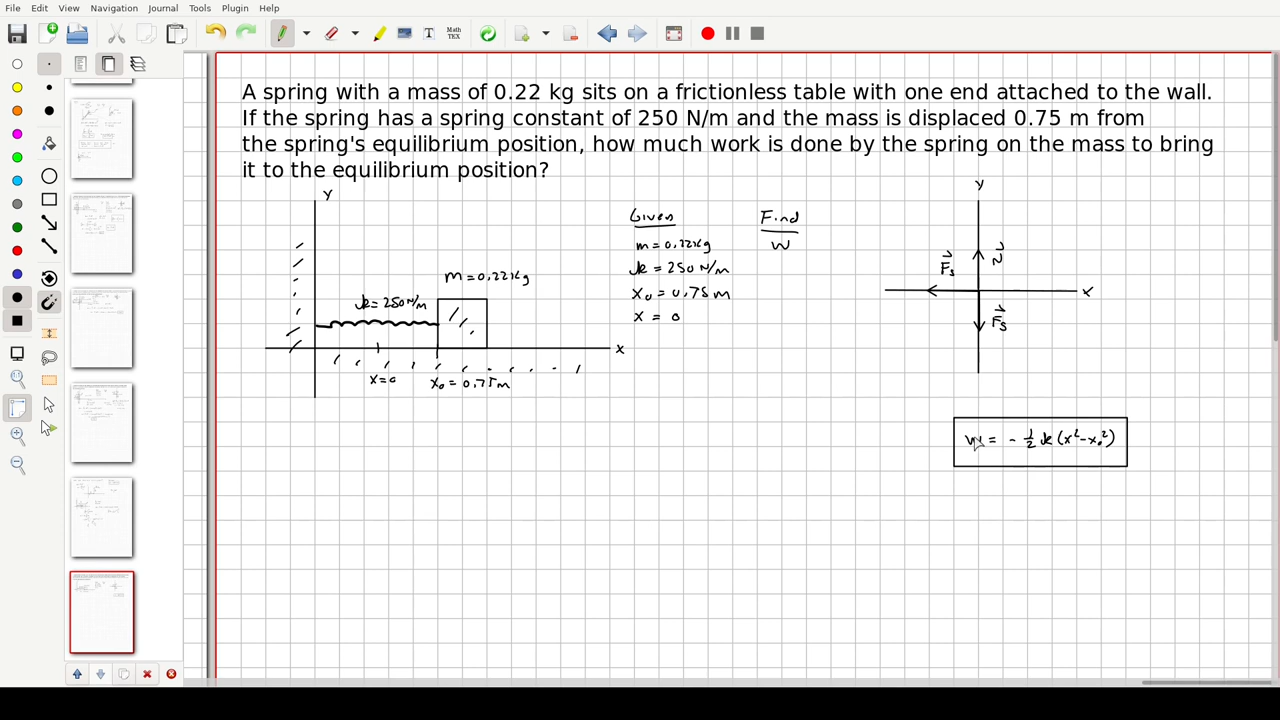 File Edit View Navigation Journal Tools Plugin Help
T Math TEX
A spring with a mass of 0.22 kg sits on a frictionless table with one end attached to the wall.
If the spring has a spring constant of 250 N/m and the mass is displaced 0.75 m from
the spring's equilibrium position, how much work is done by the spring on the mass to bring
it to the equilibrium position?
Y
k = 250 N/m
m = 0.22 kg
x
x = 0
x₀ = 0.75 m
Given
m = 0.22 kg
k = 250 N/m
x₀ = 0.75 m
x = 0
Find
W
Y
F⃗s
N⃗
x
F⃗g
W = - 1/2 k (x² - x₀²)